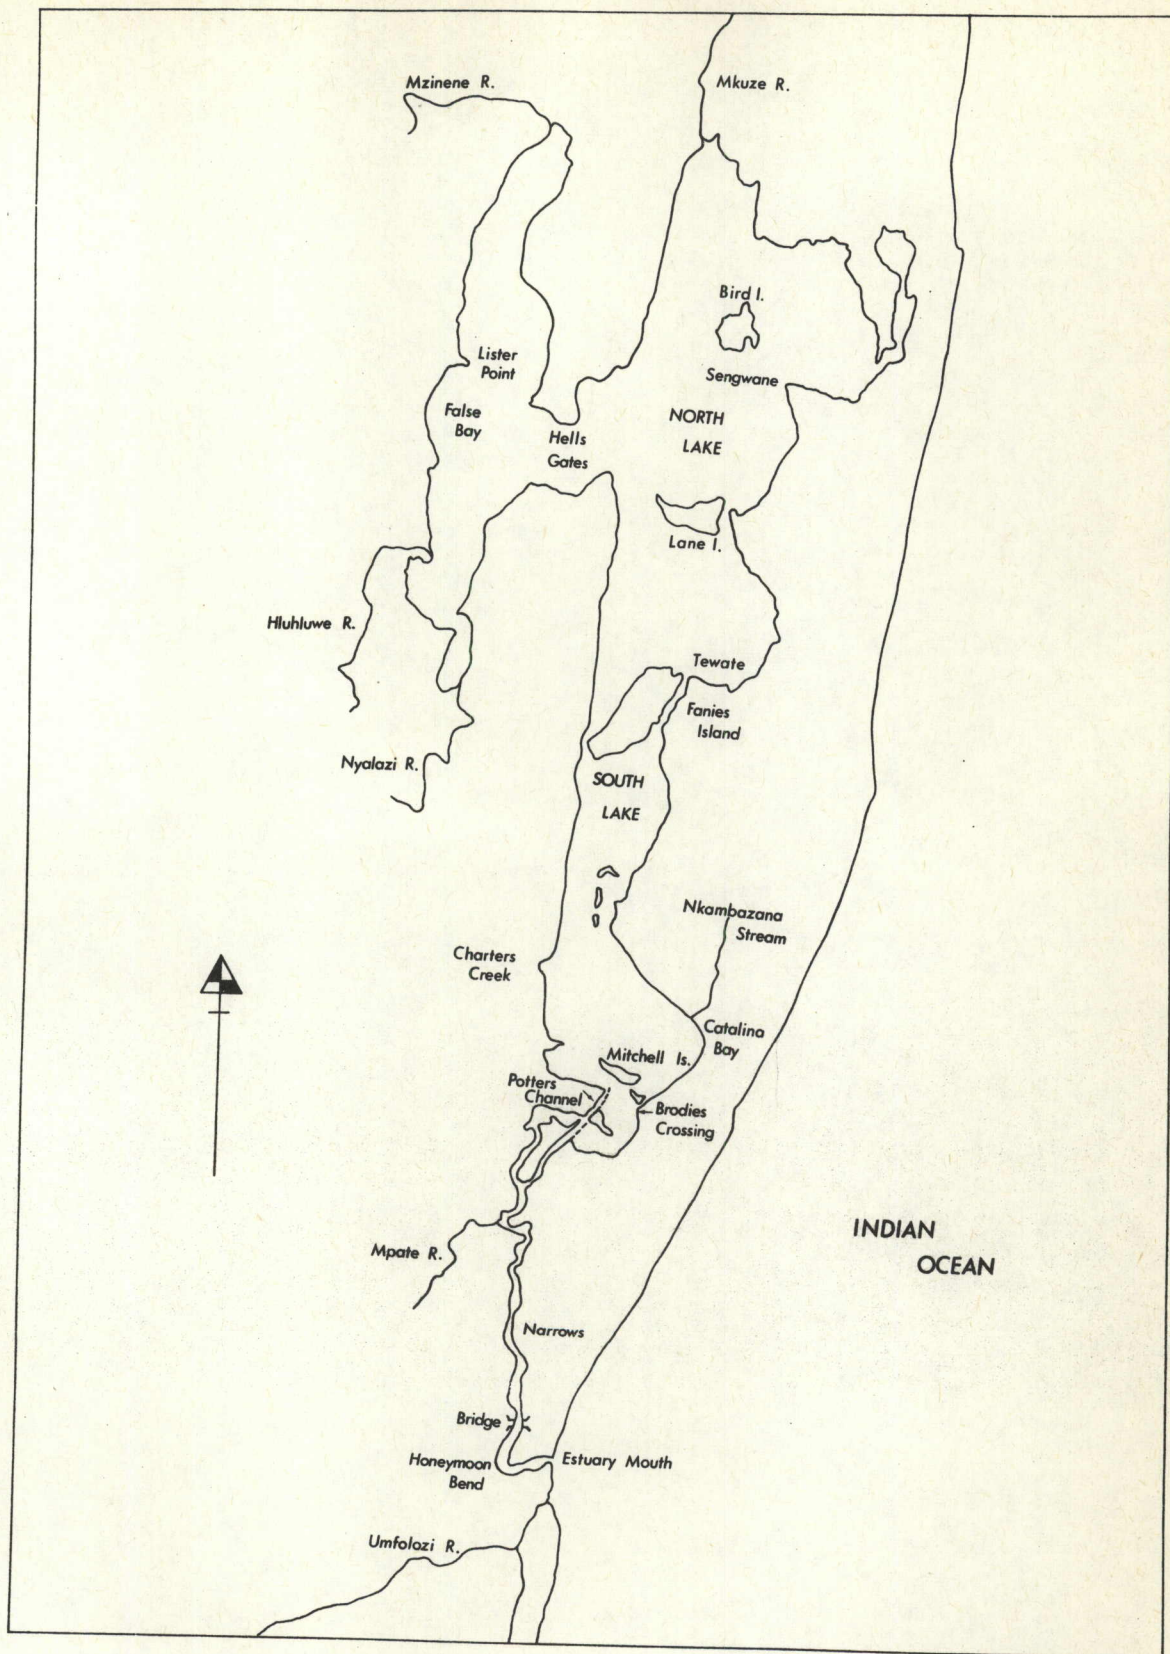 Mzinene R.
Mkuze R.
Bird I.
Lister
Point
Sengwane
False
Bay
NORTH
LAKE
Hells
Gates
Lane I.
Hluhluwe R.
Tewate
Fanies
Island
Nyalazi R.
SOUTH
LAKE
Nkambazana
Stream
Charters
Creek
Catalina
Bay
Mitchell Is.
Potters
Channel
Brodies
Crossing
INDIAN
OCEAN
Mpate R.
Narrows
Bridge
Honeymoon
Bend
Estuary Mouth
Umfolozi R.